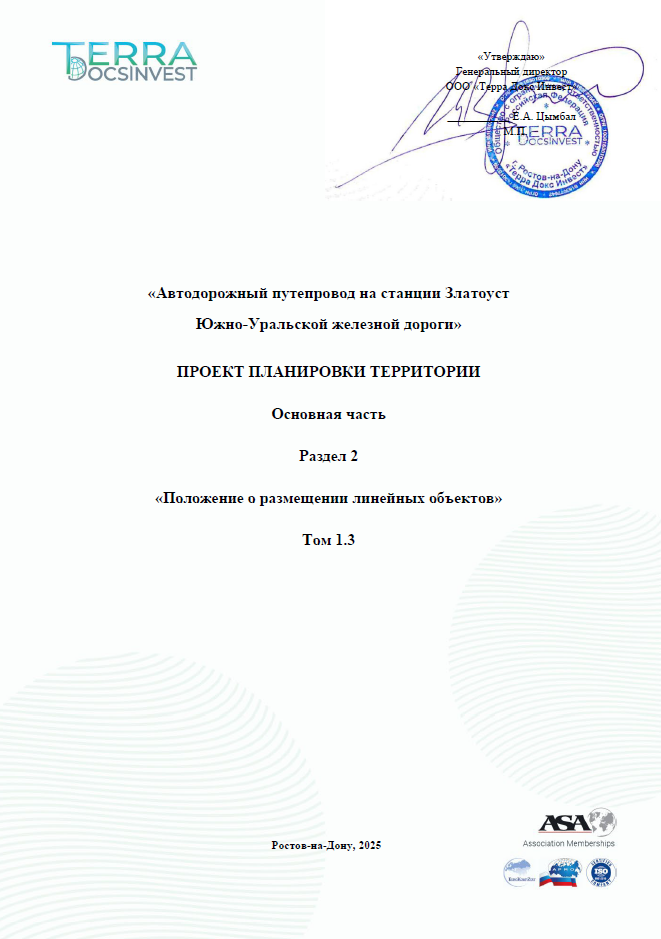 TERRA
DOCSINVEST
«Утверждаю»
Генеральный директор
ООО «Терра Докс Инвест»
Е.А. Цымбал
М.П.
Российская Федерация
TERRA
DOCSINVEST
г. Ростов-на-Дону
«Терра Докс Инвест»
«Автодорожный путепровод на станции Златоуст
Южно-Уральской железной дороги»
ПРОЕКТ ПЛАНИРОВКИ ТЕРРИТОРИИ
Основная часть
Раздел 2
«Положение о размещении линейных объектов»
Том 1.3
Ростов-на-Дону, 2025
ASA
Association Memberships
ISO